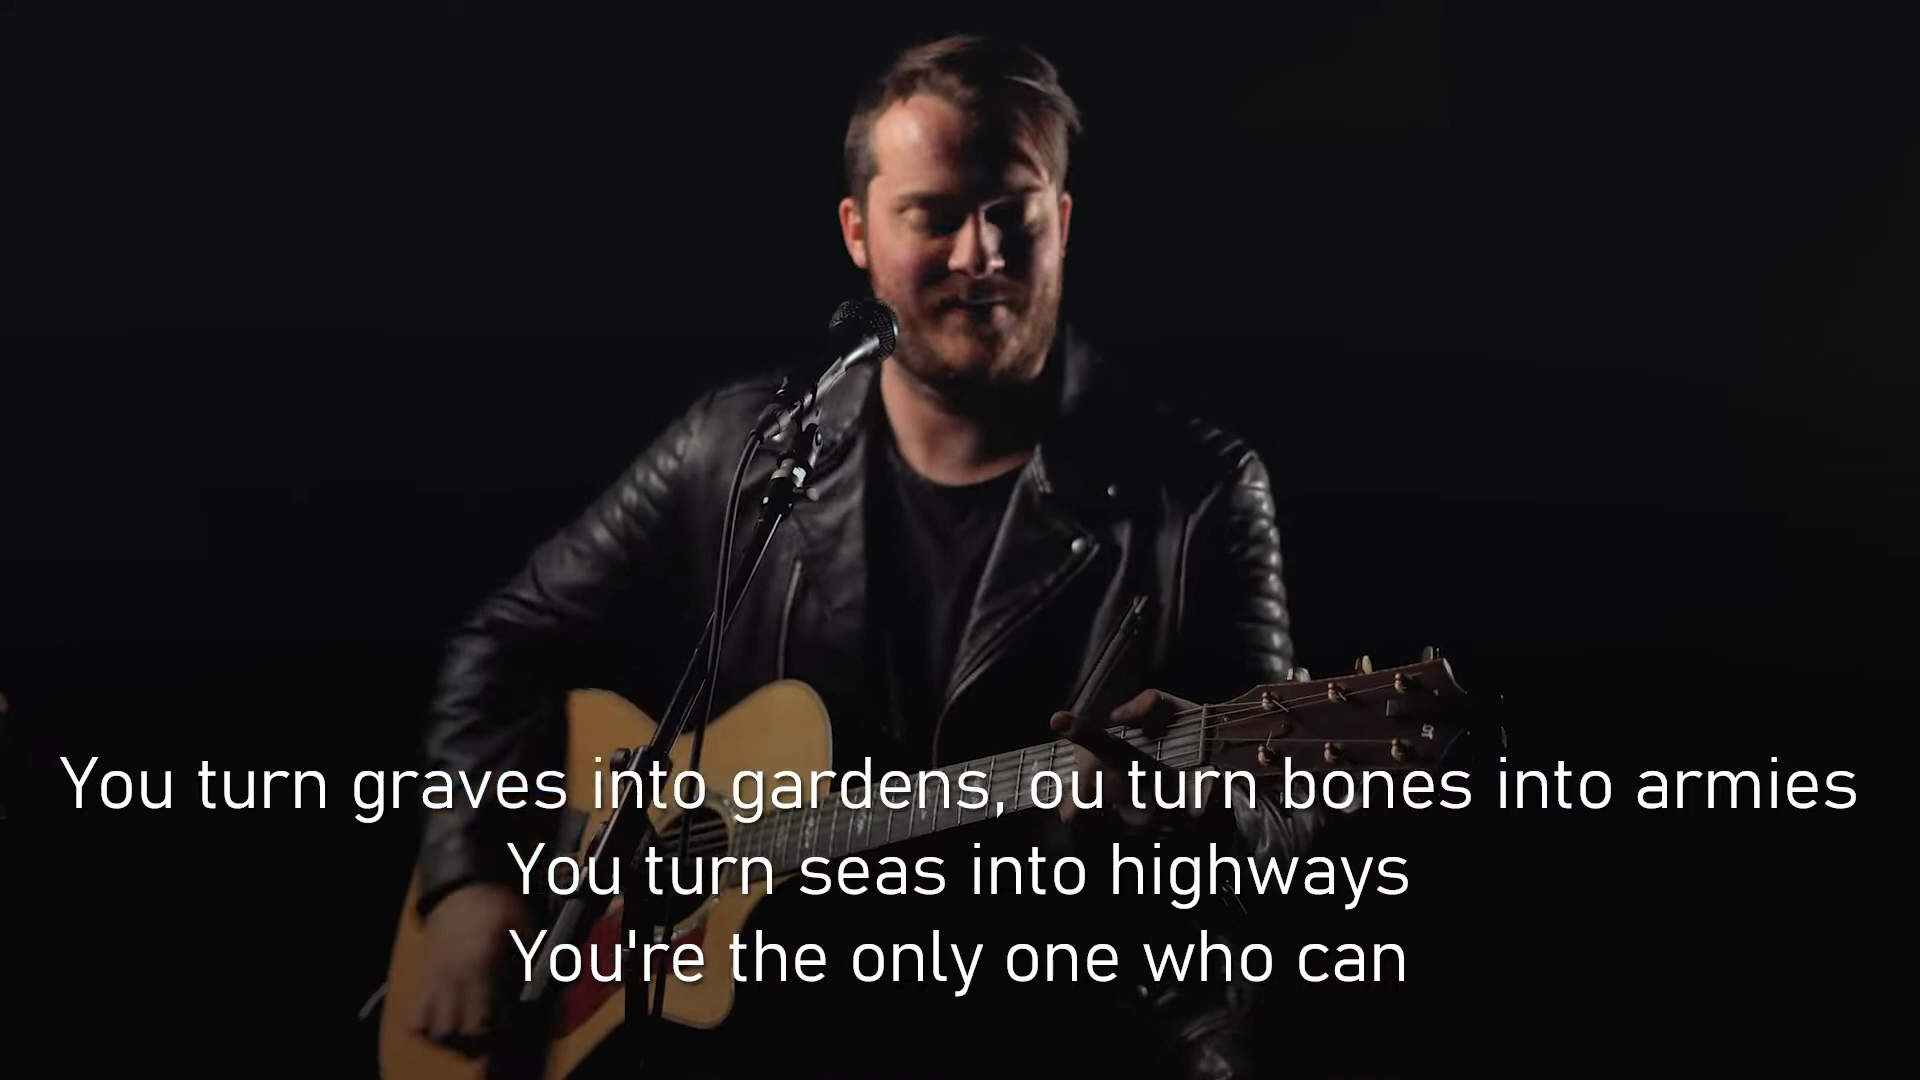 You turn graves into gardens, ou turn bones into armies
You turn seas into highways
You're the only one who can